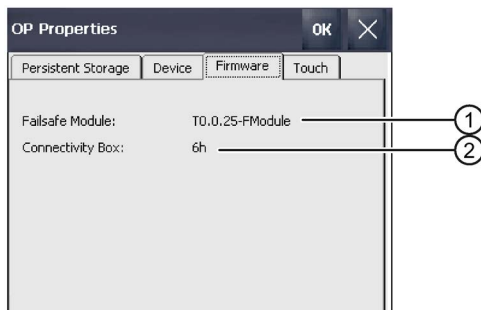 OP Properties OK
Persistent Storage Device Firmware Touch
Failsafe Module: T0.0.25-FModule 1
Connectivity Box: 6h 2